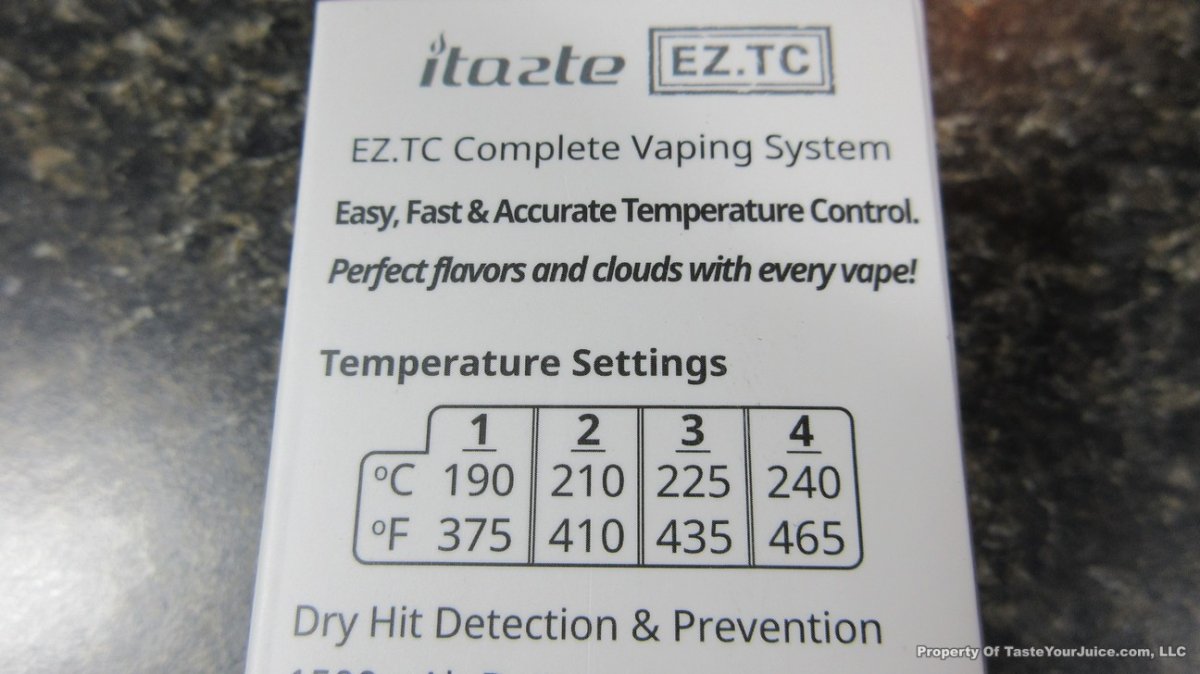 itaste EZ.TC
EZ.TC Complete Vaping System
Easy, Fast & Accurate Temperature Control.
Perfect flavors and clouds with every vape!
Temperature Settings
1 2 3 4
ºC 190 210 225 240
ºF 375 410 435 465
Dry Hit Detection & Prevention
Property Of TasteYourJuice.com, LLC